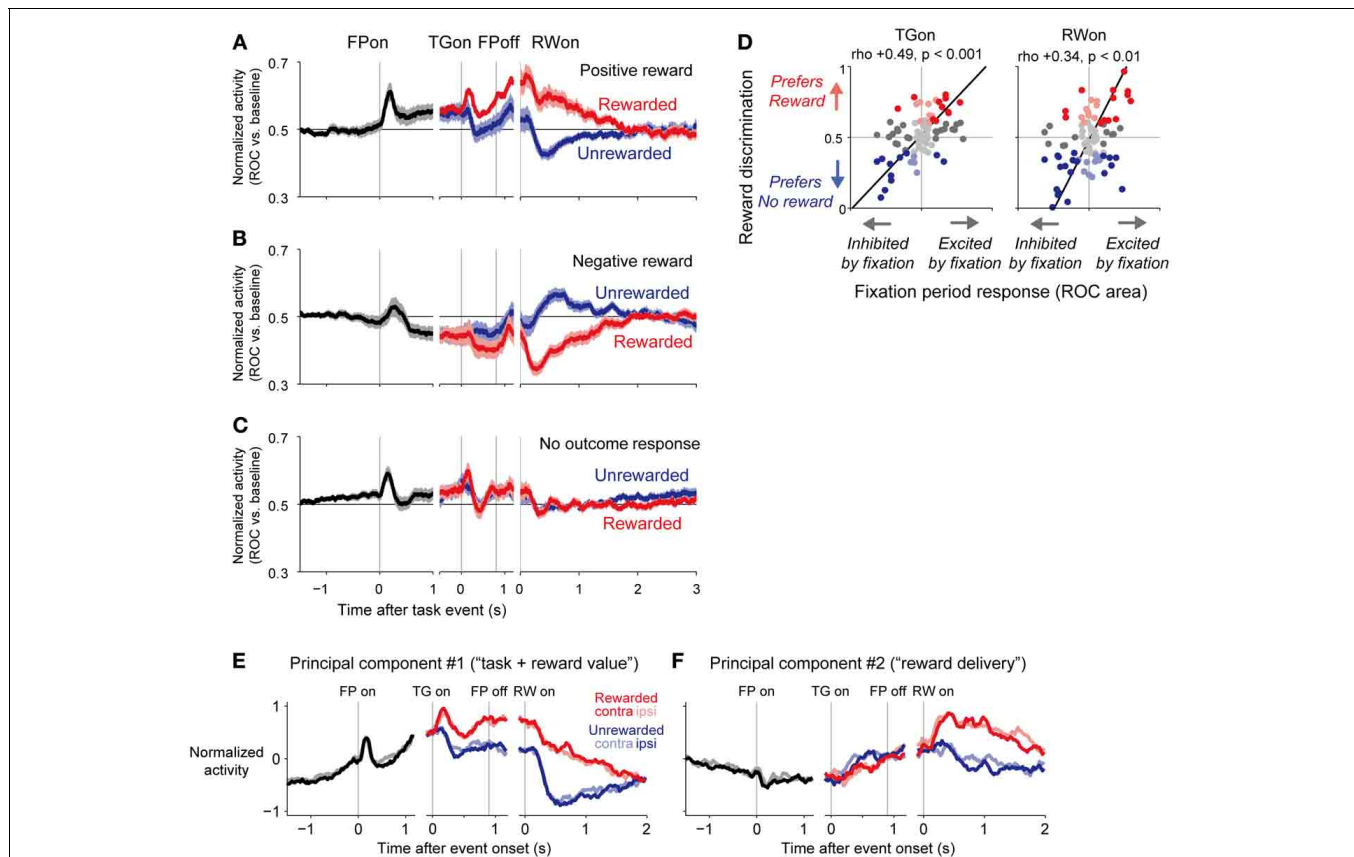 A
FPon
TGon
FPoff
RWon
0.7
0.5
0.3
Normalized activity
(ROC vs. baseline)
Positive reward
Rewarded
Unrewarded
B
0.7
0.5
0.3
Normalized activity
(ROC vs. baseline)
Negative reward
Unrewarded
Rewarded
C
0.7
0.5
0.3
Normalized activity
(ROC vs. baseline)
No outcome response
Unrewarded
Rewarded
−1 0 1 0 1 0 1 2 3
Time after task event (s)
D
TGon
rho +0.49, p < 0.001
RWon
rho +0.34, p < 0.01
Reward discrimination
1
0.5
0
Prefers
Reward
Prefers
No reward
Inhibited
by fixation
Excited
by fixation
Inhibited
by fixation
Excited
by fixation
Fixation period response (ROC area)
E
Principal component #1 (“task + reward value”)
FP on
TG on
FP off
RW on
Rewarded
contra ipsi
Unrewarded
contra ipsi
Normalized
activity
1
0
−1
−1 0 1 0 1 0 1 2
Time after event onset (s)
F
Principal component #2 (“reward delivery”)
FP on
TG on
FP off
RW on
−1 0 1 0 1 0 1 2
Time after event onset (s)